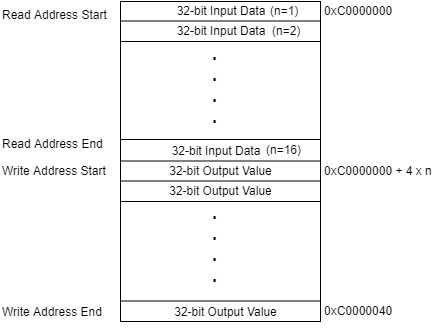 Read Address Start 32-bit Input Data (n=1) 0xC0000000
32-bit Input Data (n=2)
Read Address End 32-bit Input Data (n=16)
Write Address Start 32-bit Output Value 0xC0000000 + 4 x n
32-bit Output Value
Write Address End 32-bit Output Value 0xC0000040